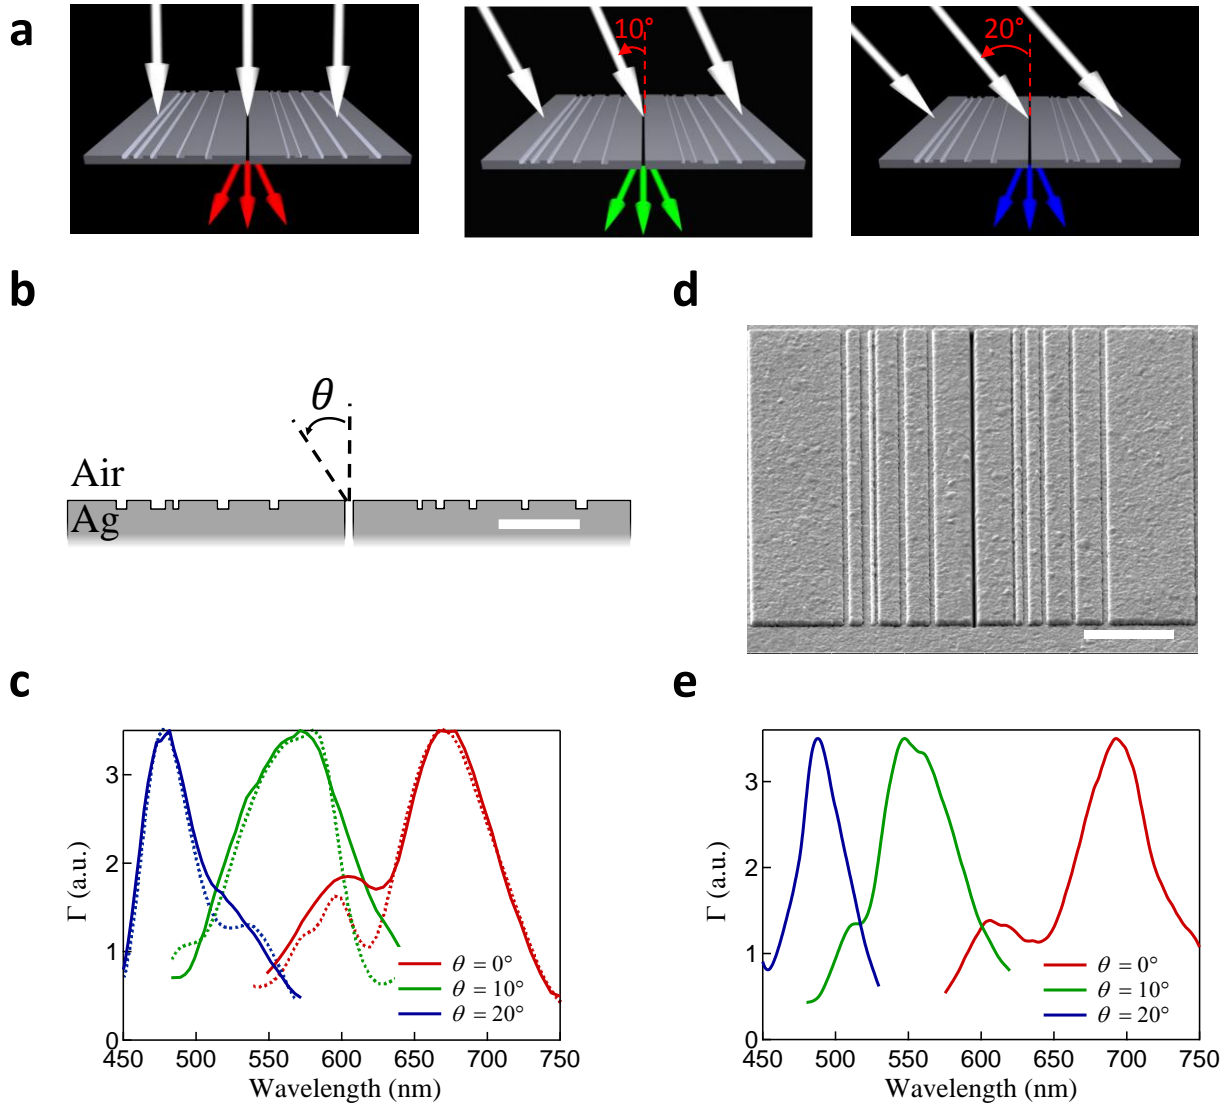 a
10°
20°
b
θ
Air
Ag
d
c
Γ (a.u.)
3
2
1
0
450 500 550 600 650 700 750
Wavelength (nm)
θ = 0°
θ = 10°
θ = 20°
e
Γ (a.u.)
3
2
1
0
450 500 550 600 650 700 750
Wavelength (nm)
θ = 0°
θ = 10°
θ = 20°